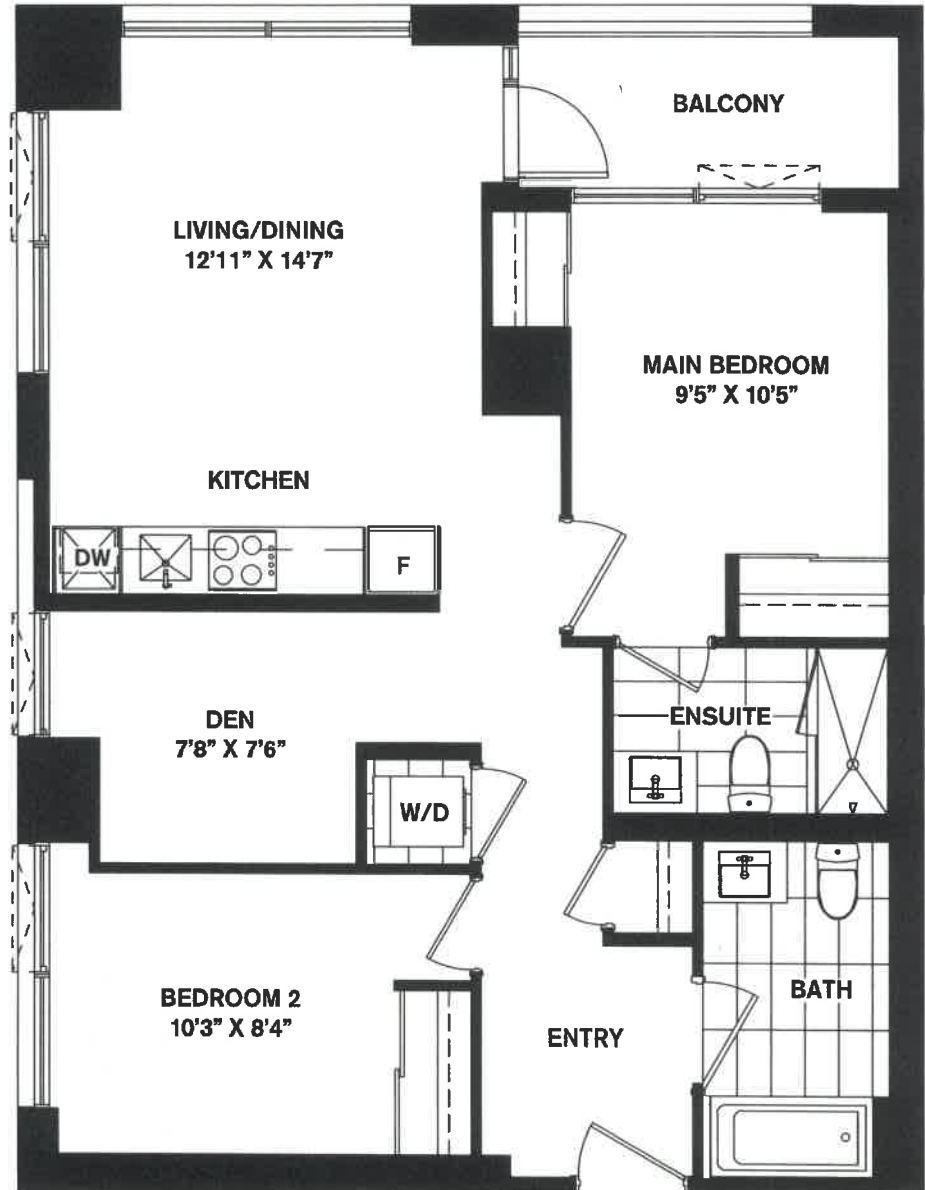 BALCONY
LIVING/DINING
12'11" X 14'7"
MAIN BEDROOM
9'5" X 10'5"
KITCHEN
DW
F
DEN
7'8" X 7'6"
ENSUITE
W/D
BEDROOM 2
10'3" X 8'4"
BATH
ENTRY